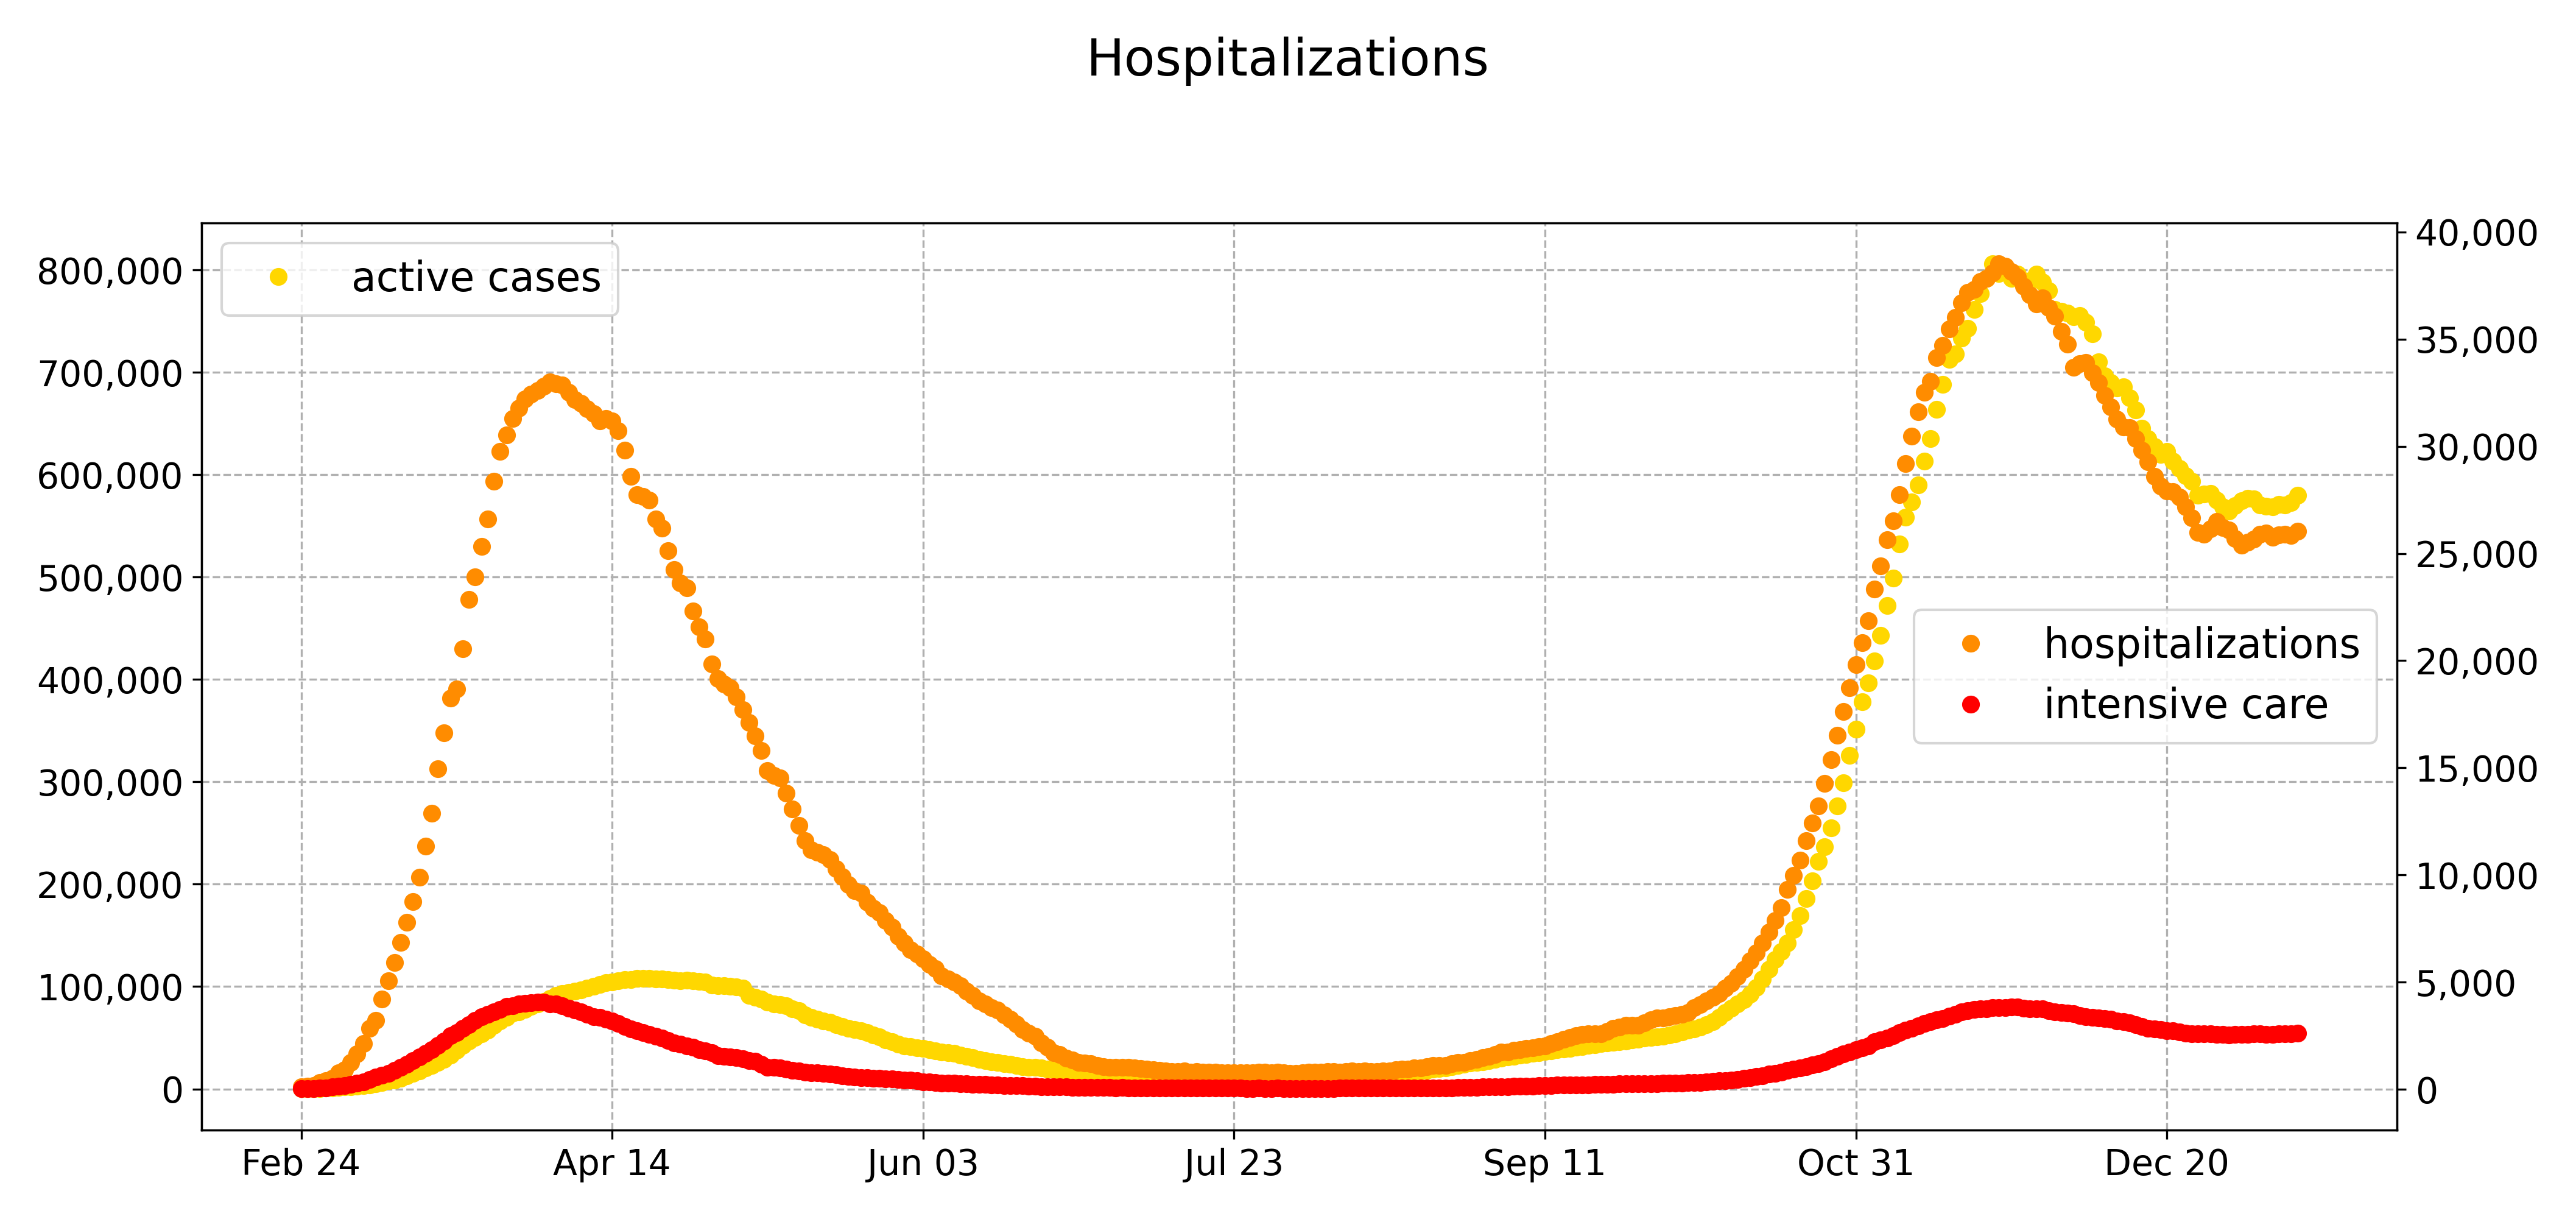 Hospitalizations
active cases
800,000
700,000
600,000
500,000
400,000
300,000
200,000
100,000
0
40,000
35,000
30,000
25,000
20,000
15,000
10,000
5,000
0
hospitalizations
intensive care
Feb 24
Apr 14
Jun 03
Jul 23
Sep 11
Oct 31
Dec 20